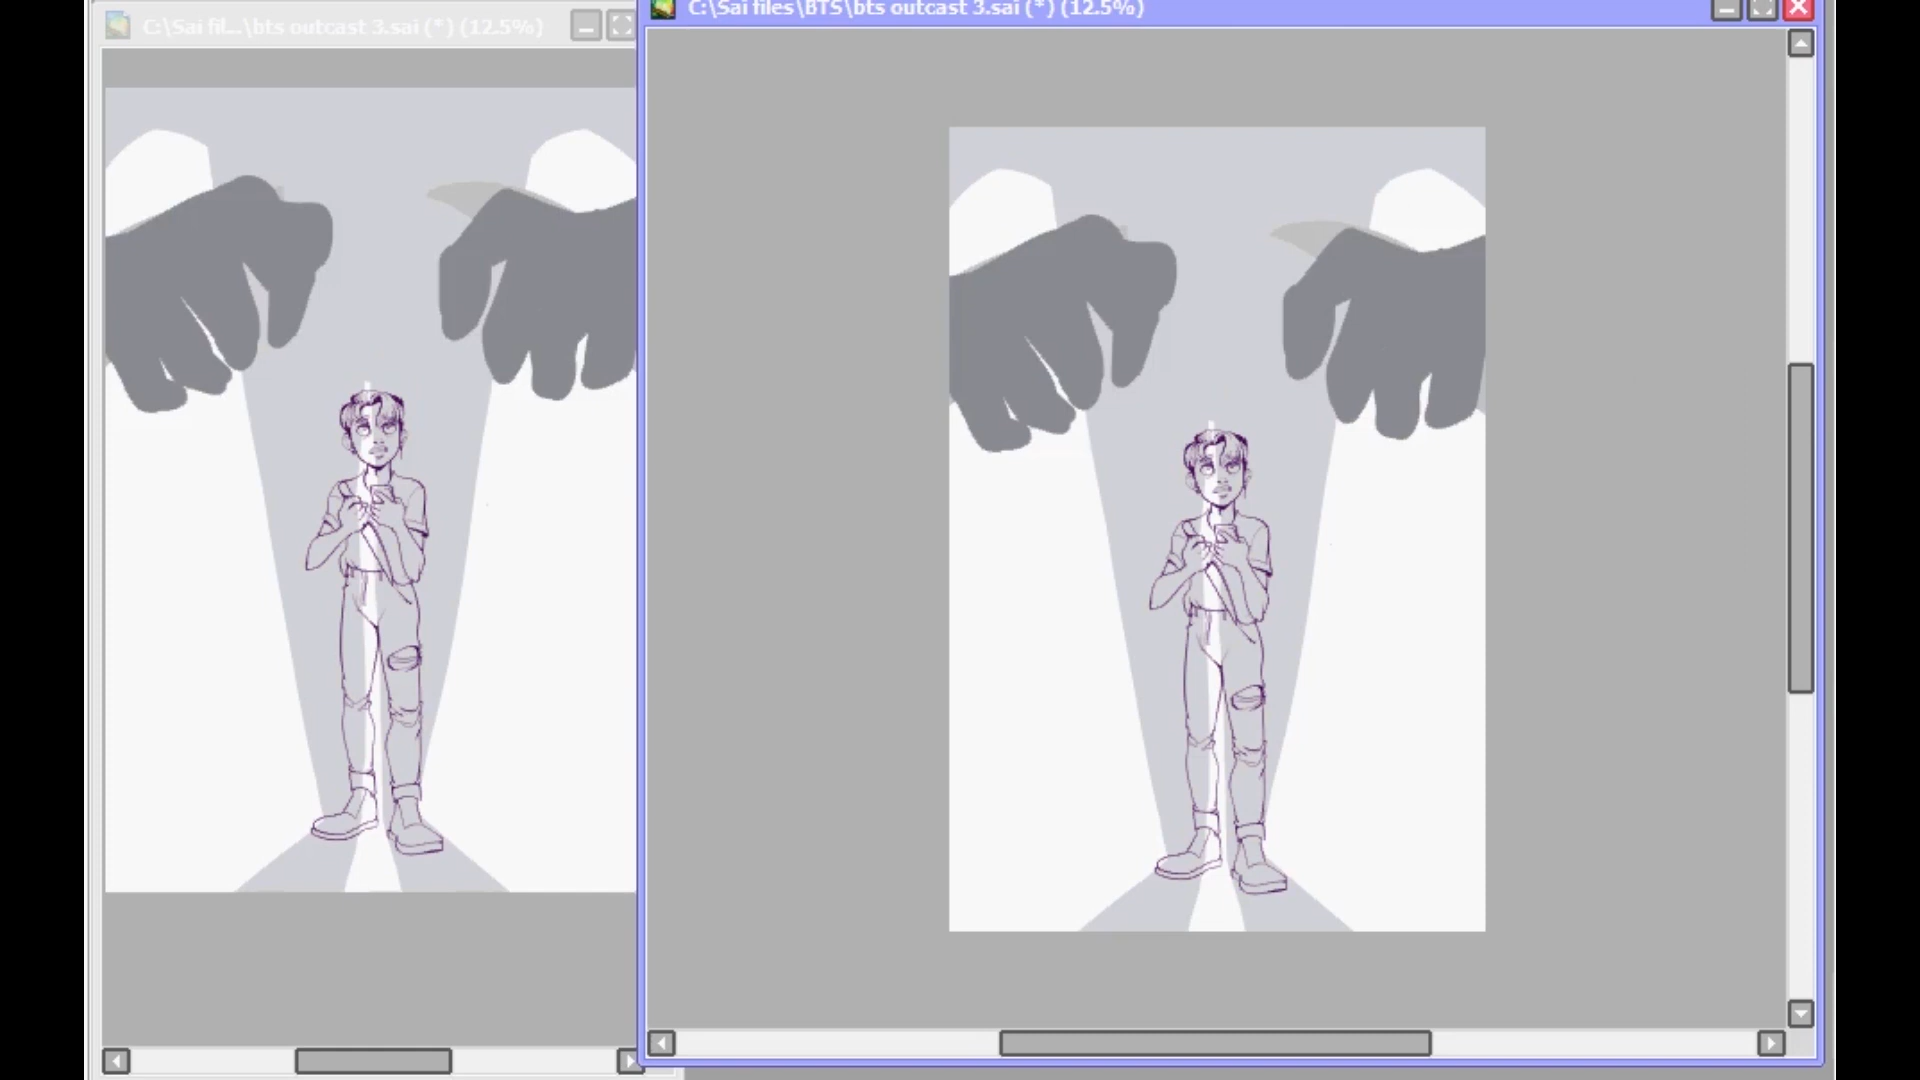 C:\Sai fil...\bts outcast 3.sai (*) (12.5%)
C:\Sai files\BTS\bts outcast 3.sai (*) (12.5%)